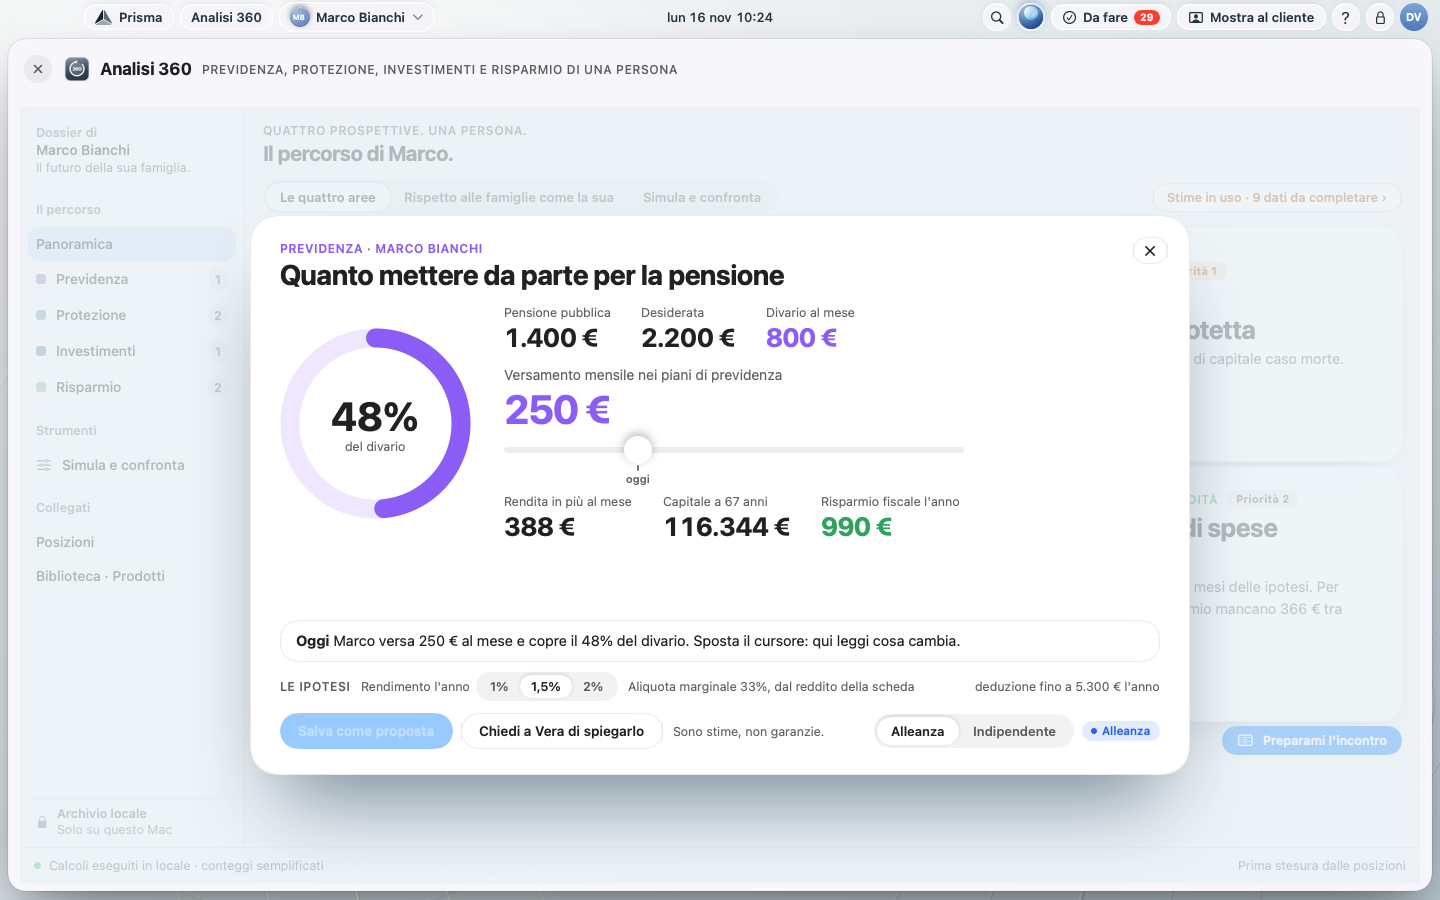 Prisma
Analisi 360
MB Marco Bianchi
lun 16 nov 10:24
Da fare 29
Mostra al cliente
?
DV
360
Analisi 360 PREVIDENZA, PROTEZIONE, INVESTIMENTI E RISPARMIO DI UNA PERSONA
Dossier di
Marco Bianchi
Il futuro della sua famiglia.
Il percorso
Panoramica
Previdenza 1
Protezione 2
Investimenti 1
Risparmio 2
Strumenti
Simula e confronta
Collegati
Posizioni
Biblioteca · Prodotti
Archivio locale
Solo su questo Mac
QUATTRO PROSPETTIVE. UNA PERSONA.
Il percorso di Marco.
Le quattro aree Rispetto alle famiglie come la sua Simula e confronta
Stime in uso · 9 dati da completare ›
PREVIDENZA · MARCO BIANCHI
Quanto mettere da parte per la pensione
48%
del divario
Pensione pubblica Desiderata Divario al mese
1.400 € 2.200 € 800 €
Versamento mensile nei piani di previdenza
250 €
oggi
Rendita in più al mese Capitale a 67 anni Risparmio fiscale l'anno
388 € 116.344 € 990 €
Oggi Marco versa 250 € al mese e copre il 48% del divario. Sposta il cursore: qui leggi cosa cambia.
LE IPOTESI Rendimento l'anno 1% 1,5% 2% Aliquota marginale 33%, dal reddito della scheda deduzione fino a 5.300 € l'anno
Salva come proposta Chiedi a Vera di spiegarlo Sono stime, non garanzie. Alleanza Indipendente Alleanza
rità 1
otetta
di capitale caso morte.
DITÀ Priorità 2
di spese
mesi delle ipotesi. Per
mio mancano 366 € tra
Preparami l'incontro
Calcoli eseguiti in locale · conteggi semplificati
Prima stesura dalle posizioni